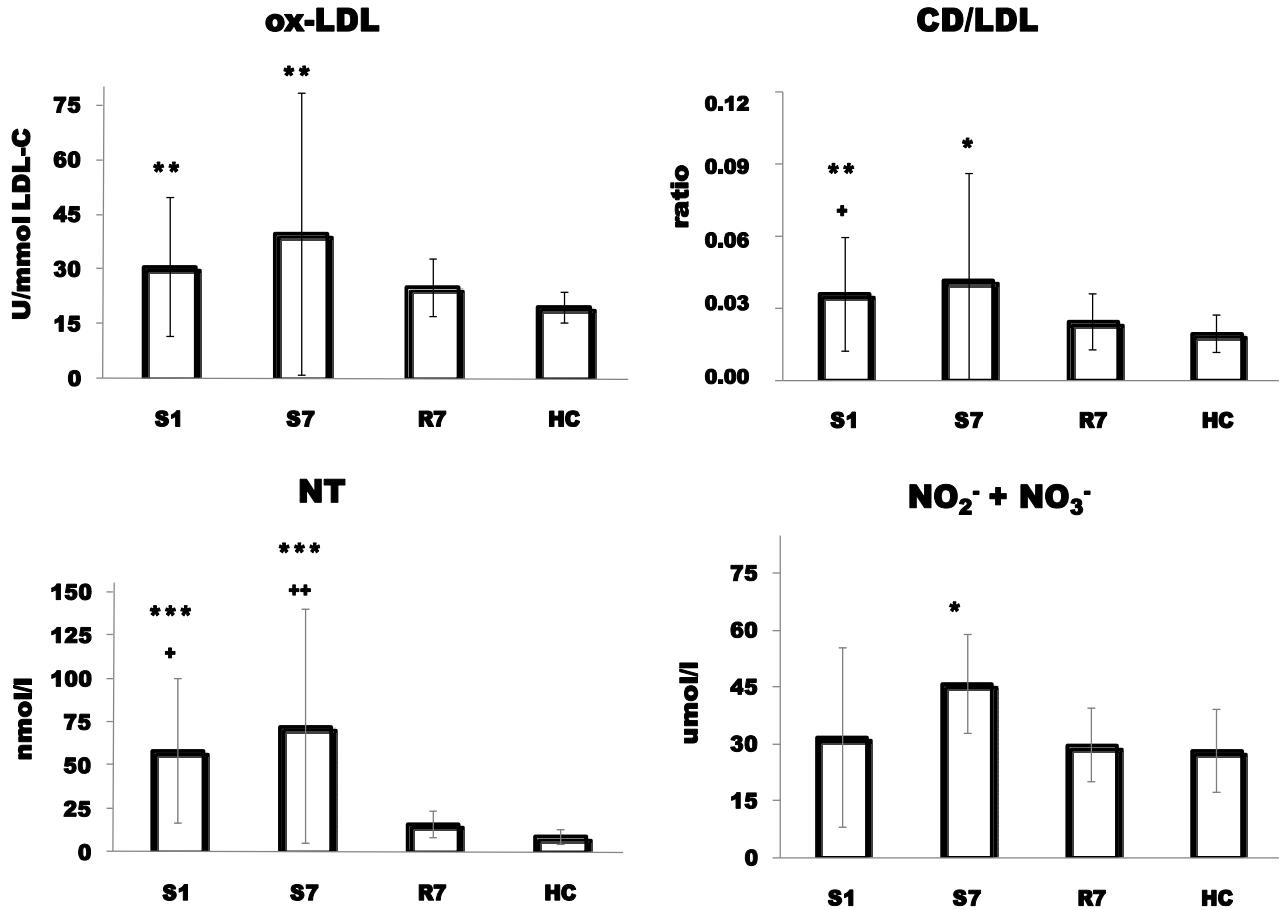 ox-LDL
**
**
75
60
45
30
15
0
U/mmol LDL-C
S1 S7 R7 HC
CD/LDL
*
**
+
0.12
0.09
0.06
0.03
0.00
ratio
S1 S7 R7 HC
NT
***
++
***
+
150
125
100
75
50
25
0
nmol/l
S1 S7 R7 HC
NO₂⁻ + NO₃⁻
*
75
60
45
30
15
0
umol/l
S1 S7 R7 HC